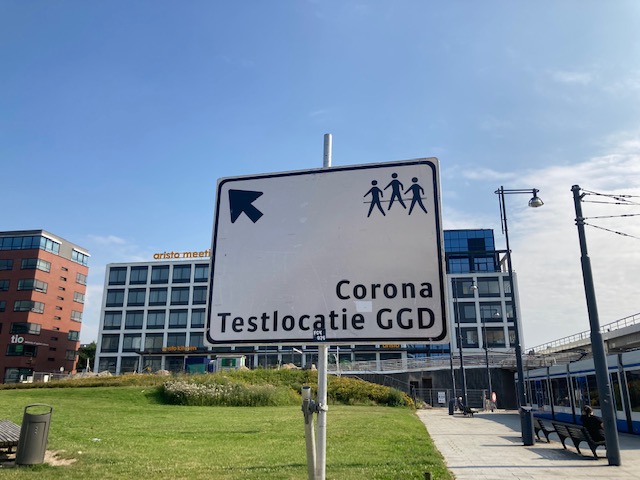 arista meeti
tio
Corona
Testlocatie GGD